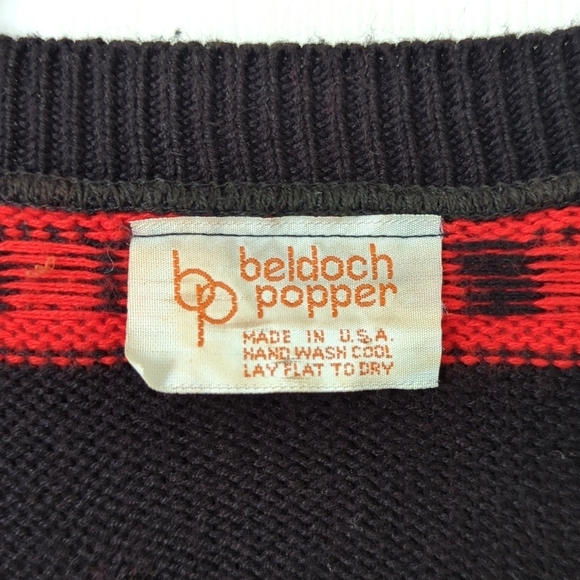 bp
beldoch
popper
MADE IN U.S.A.
HAND WASH COOL
LAY FLAT TO DRY